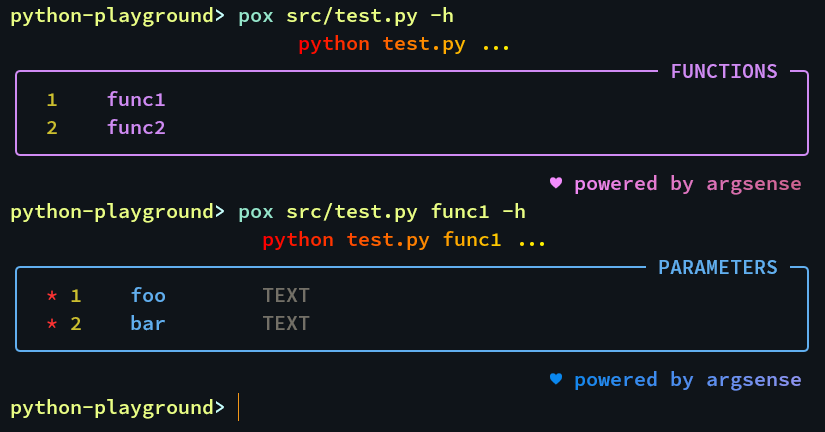 python-playground> pox src/test.py -h
python test.py ...
FUNCTIONS
1 func1
2 func2
♥ powered by argsense
python-playground> pox src/test.py func1 -h
python test.py func1 ...
PARAMETERS
* 1 foo TEXT
* 2 bar TEXT
♥ powered by argsense
python-playground>